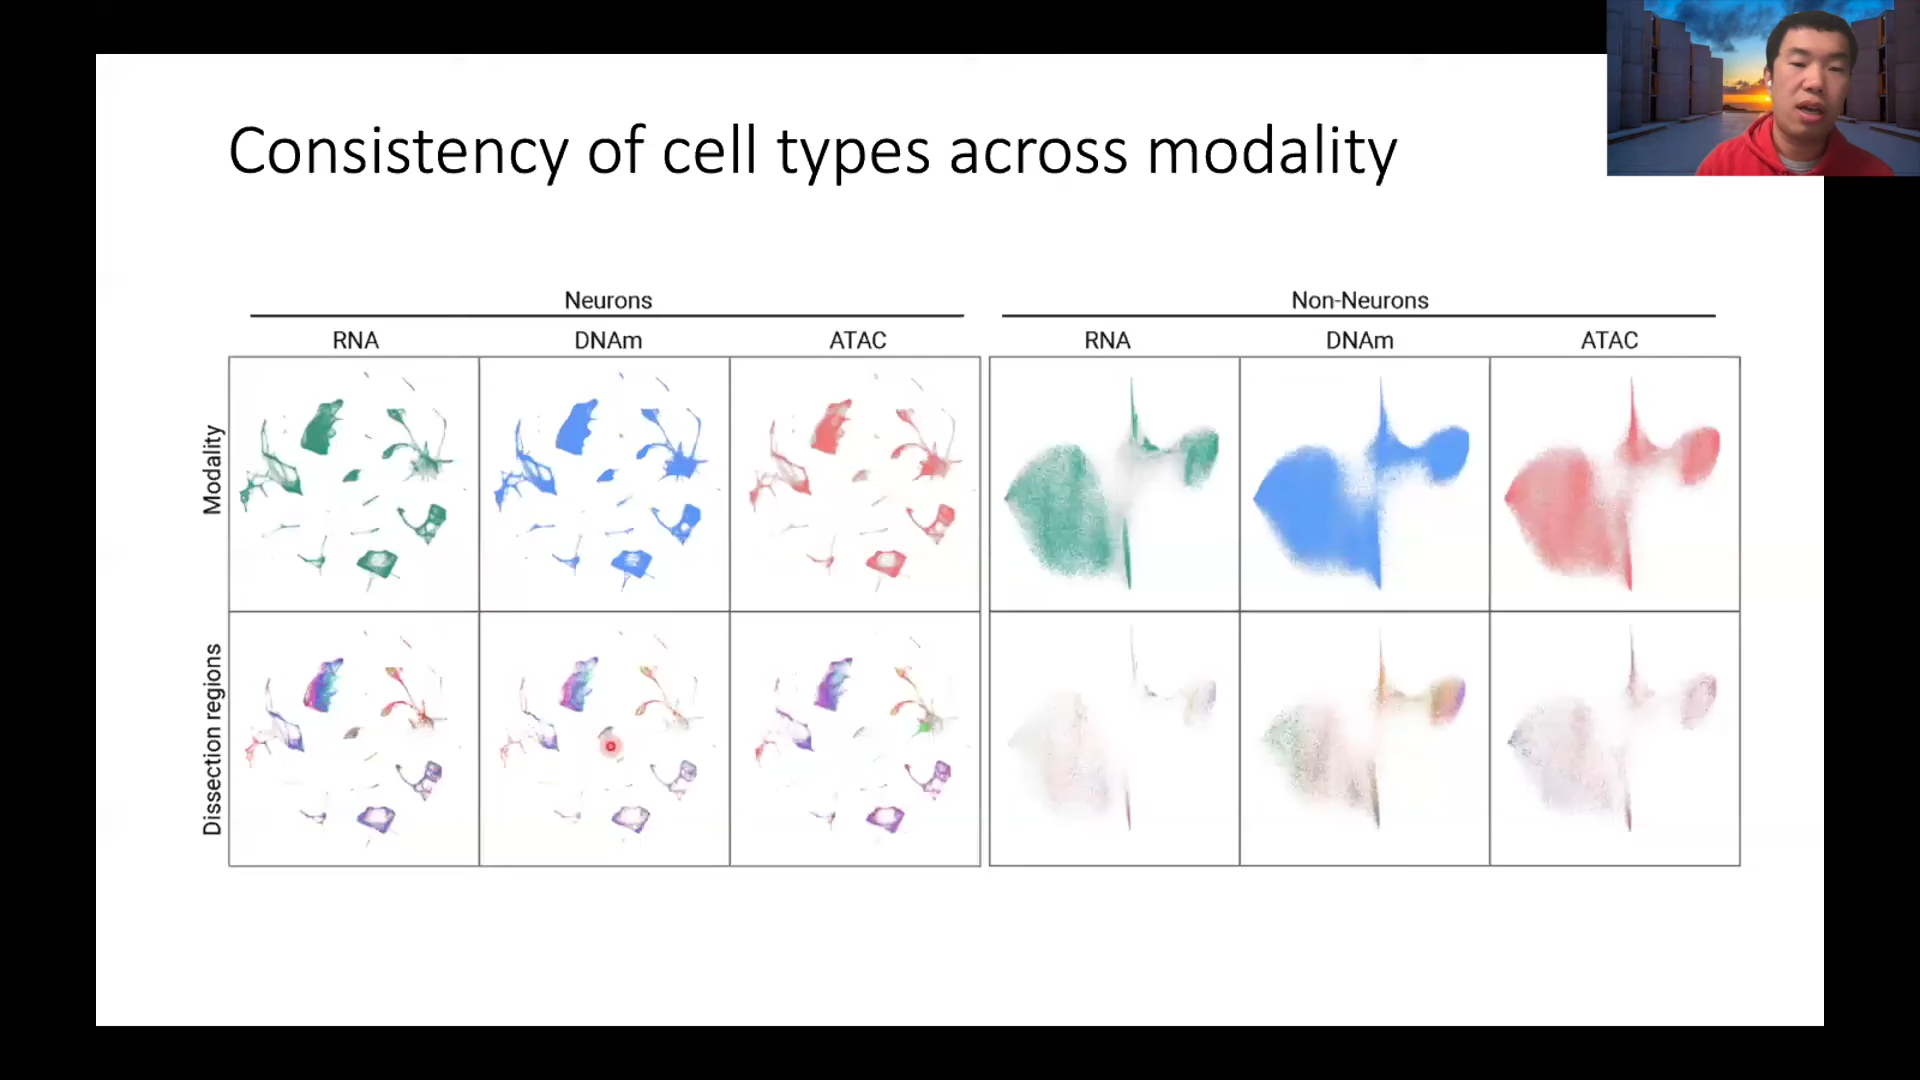 Consistency of cell types across modality
Neurons
Non-Neurons
RNA
DNAm
ATAC
RNA
DNAm
ATAC
Modality
Dissection regions